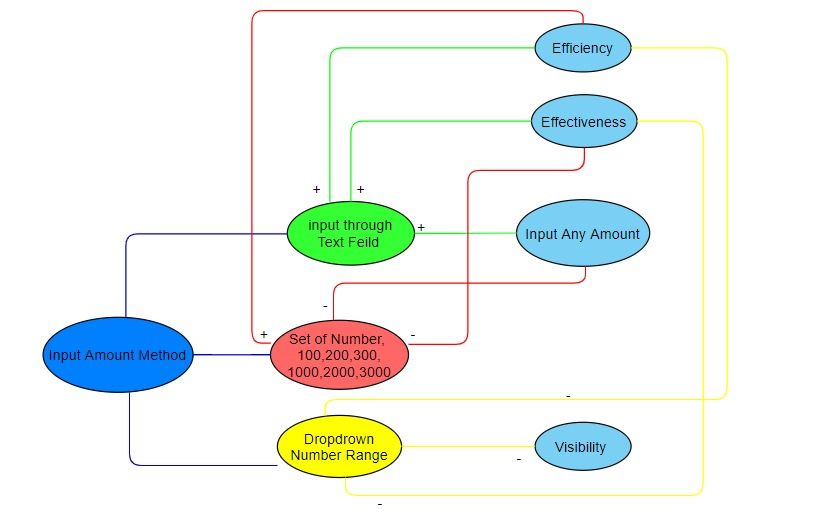 Efficiency
Effectiveness
+
+
input through
Text Feild
+
Input Any Amount
-
+
-
Input Amount Method
Set of Number,
100,200,300,
1000,2000,3000
-
Dropdrown
Number Range
-
Visibility
-